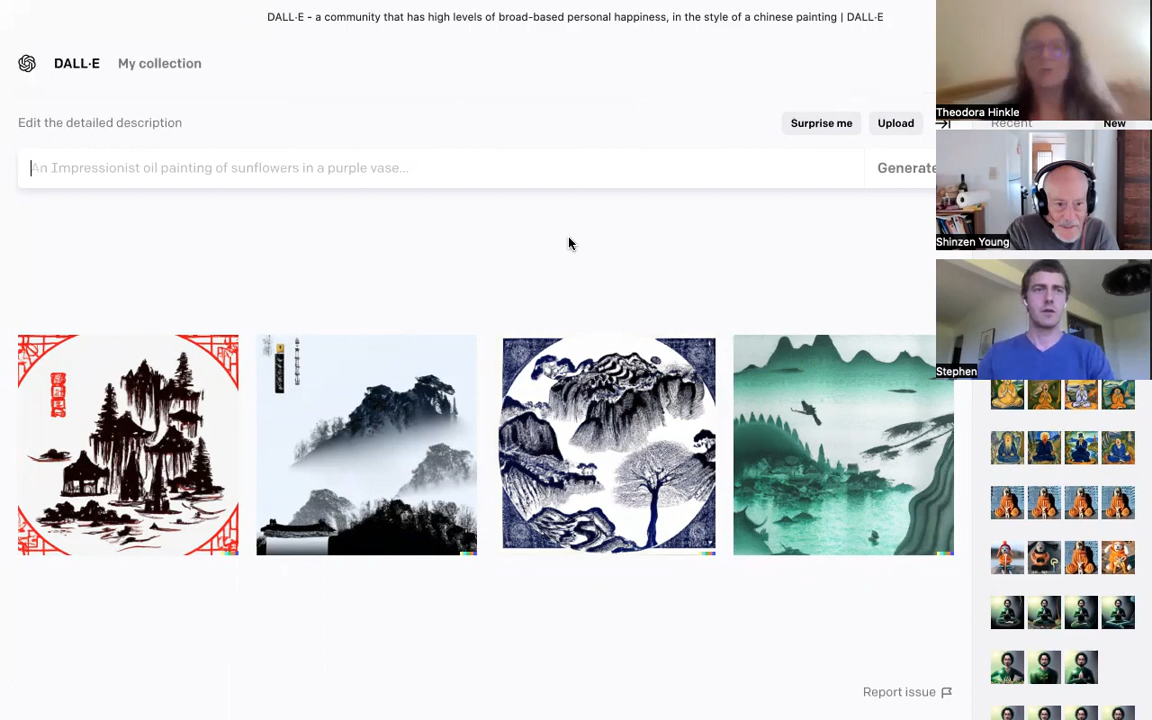 DALL·E - a community that has high levels of broad-based personal happiness, in the style of a chinese painting | DALL·E
DALL·E
My collection
Theodora Hinkle
Edit the detailed description
Surprise me
Upload
Recent
New
An Impressionist oil painting of sunflowers in a purple vase...
Generate
Shinzen Young
Stephen
Report issue